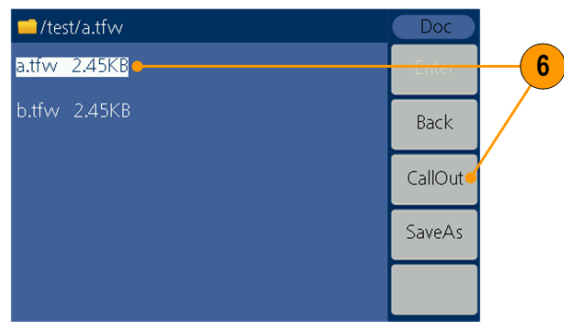 /test/a.tfw
Doc
a.tfw 2.45KB
Enter
6
b.tfw 2.45KB
Back
CallOut
SaveAs